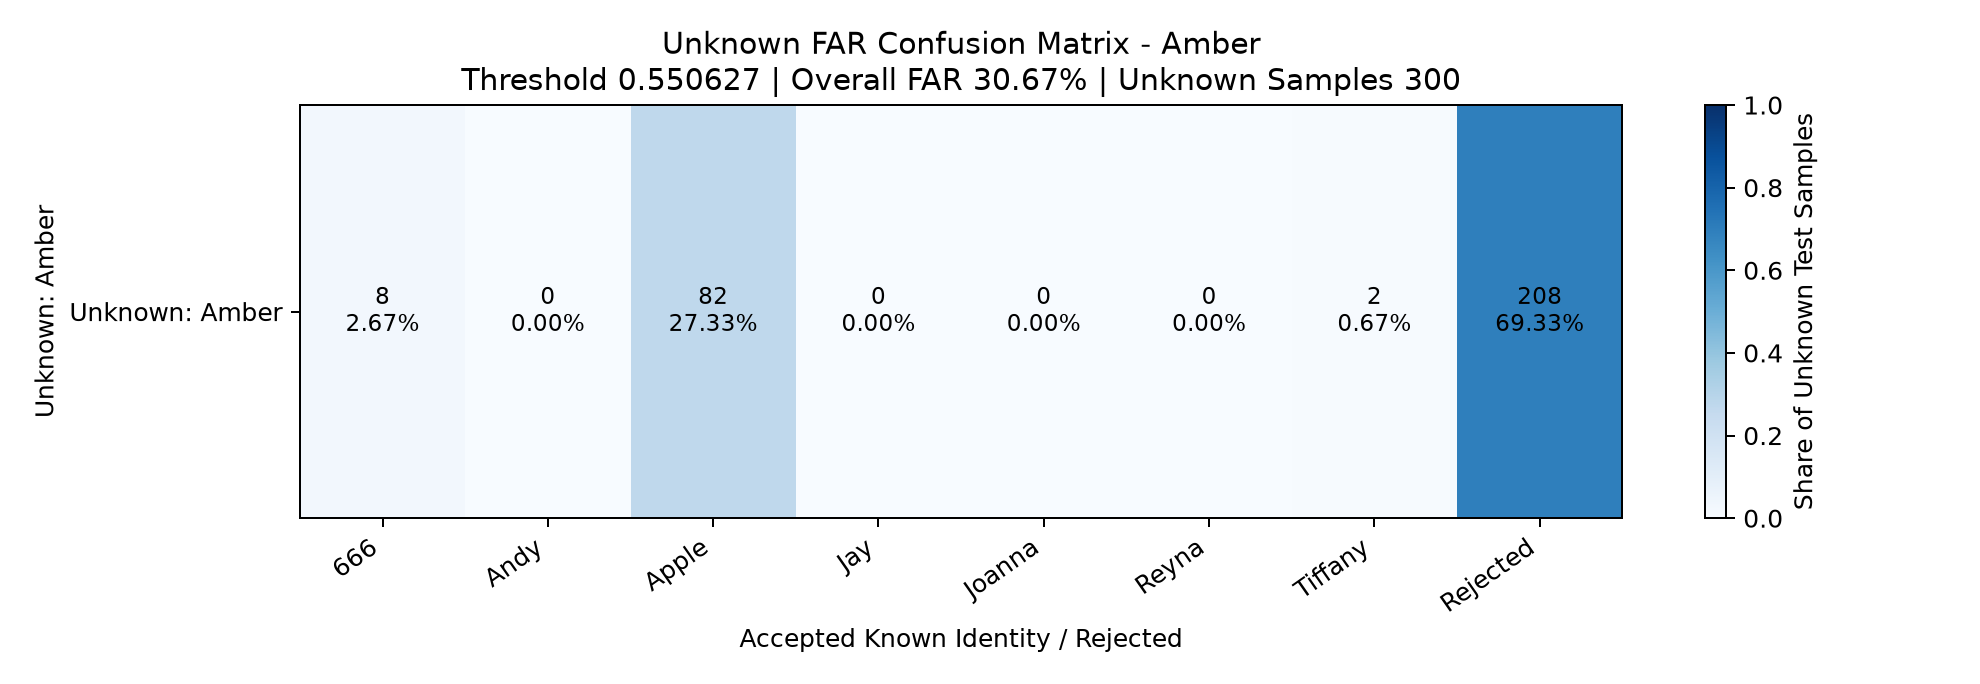 Unknown FAR Confusion Matrix - Amber
Threshold 0.550627 | Overall FAR 30.67% | Unknown Samples 300
Unknown: Amber
Unknown: Amber
8
2.67%
0
0.00%
82
27.33%
0
0.00%
0
0.00%
0
0.00%
2
0.67%
208
69.33%
666
Andy
Apple
Jay
Joanna
Reyna
Tiffany
Rejected
Accepted Known Identity / Rejected
1.0
0.8
0.6
0.4
0.2
0.0
Share of Unknown Test Samples